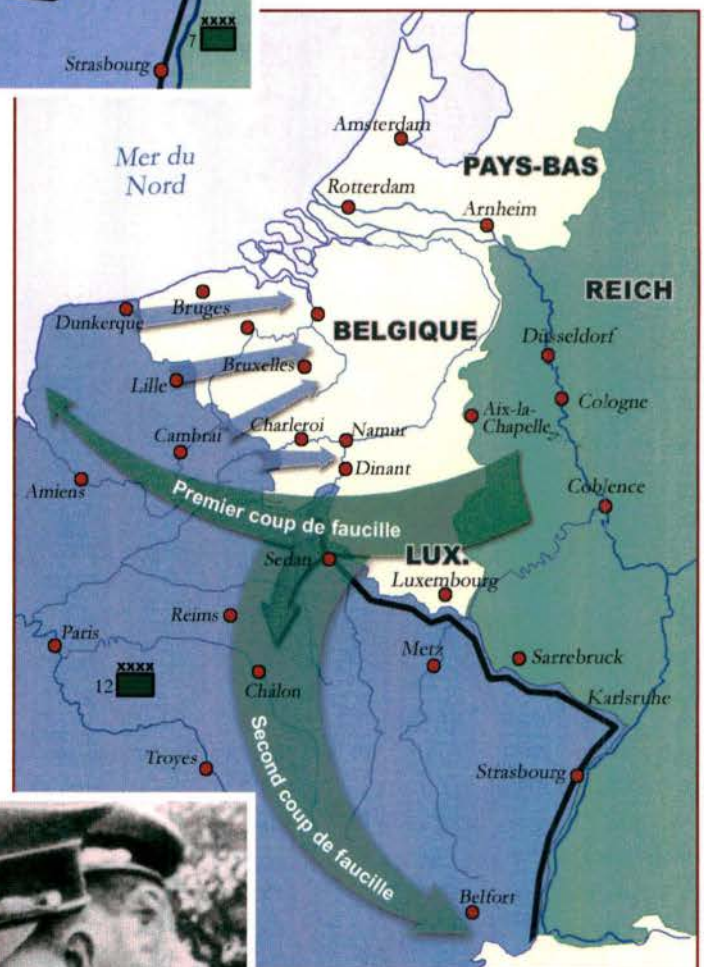 xxxx
7
Strasbourg
Amsterdam
Mer du
Nord
PAYS-BAS
Rotterdam
Arnheim
REICH
Bruges
Dunkerque
BELGIQUE
Düsseldorf
Bruxelles
Lille
Cologne
Aix-la-
Chapelle
Charleroi
Namur
Cambrai
Dinant
Amiens
Coblence
Premier coup de faucille
Sedan
LUX.
Luxembourg
Reims
Paris
Metz
Sarrebruck
xxxx
12
Châlon
Karlsruhe
Troyes
Strasbourg
Second coup de faucille
Belfort